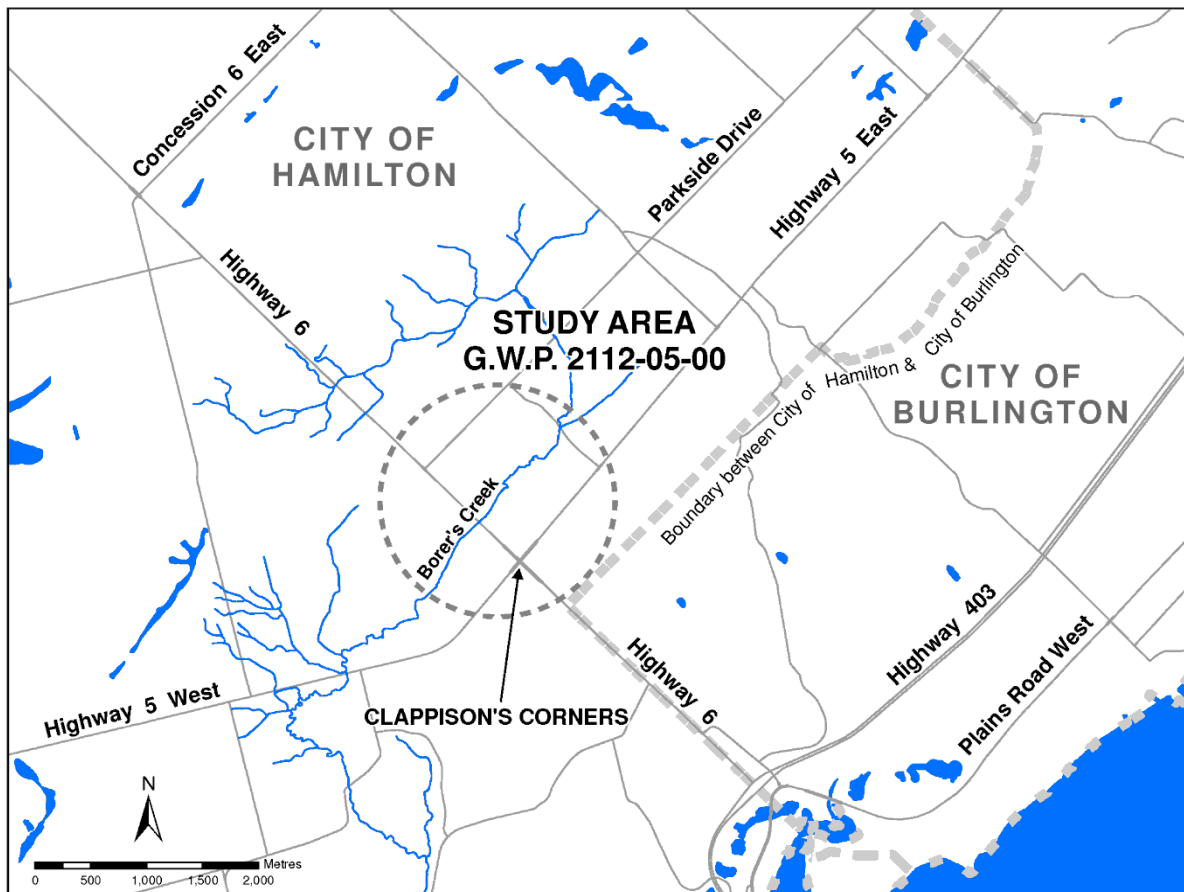 Concession 6 East
CITY OF
HAMILTON
Parkside Drive
Highway 5 East
Highway 6
STUDY AREA
G.W.P. 2112-05-00
Boundary between City of Hamilton & City of Burlington
CITY OF
BURLINGTON
Borer's Creek
Highway 403
Highway 6
Plains Road West
Highway 5 West
CLAPPISON'S CORNERS
N
Metres
0 500 1,000 1,500 2,000